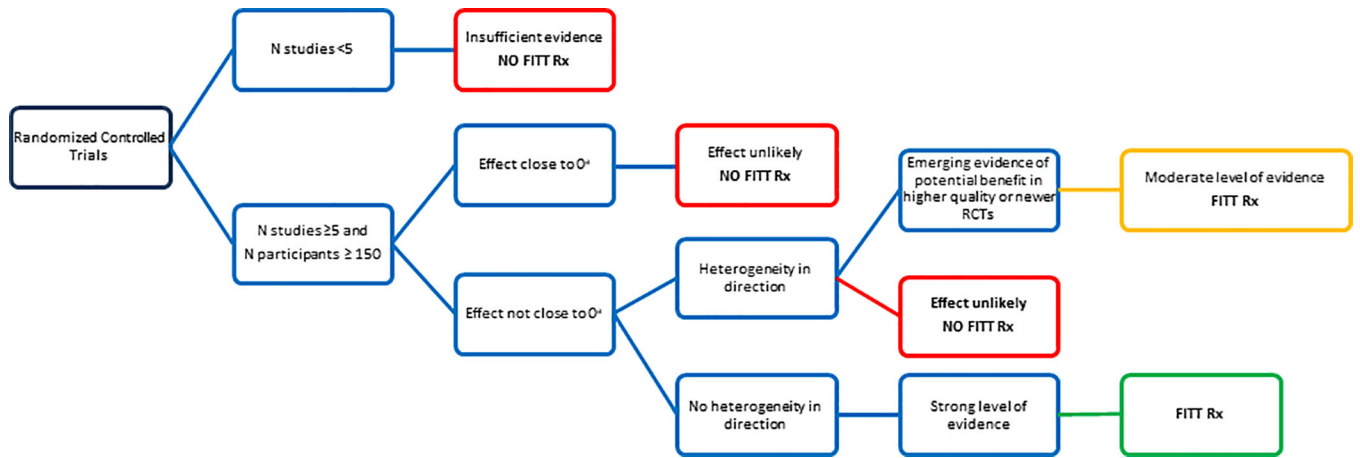 N studies <5
Insufficient evidence
NO FITT Rx
Randomized Controlled
Trials
Effect close to 0ᵃ
Effect unlikely
NO FITT Rx
Emerging evidence of
potential benefit in
higher quality or newer
RCTs
Moderate level of evidence
FITT Rx
N studies ≥5 and
N participants ≥ 150
Heterogeneity in
direction
Effect not close to 0ᵃ
Effect unlikely
NO FITT Rx
No heterogeneity in
direction
Strong level of
evidence
FITT Rx